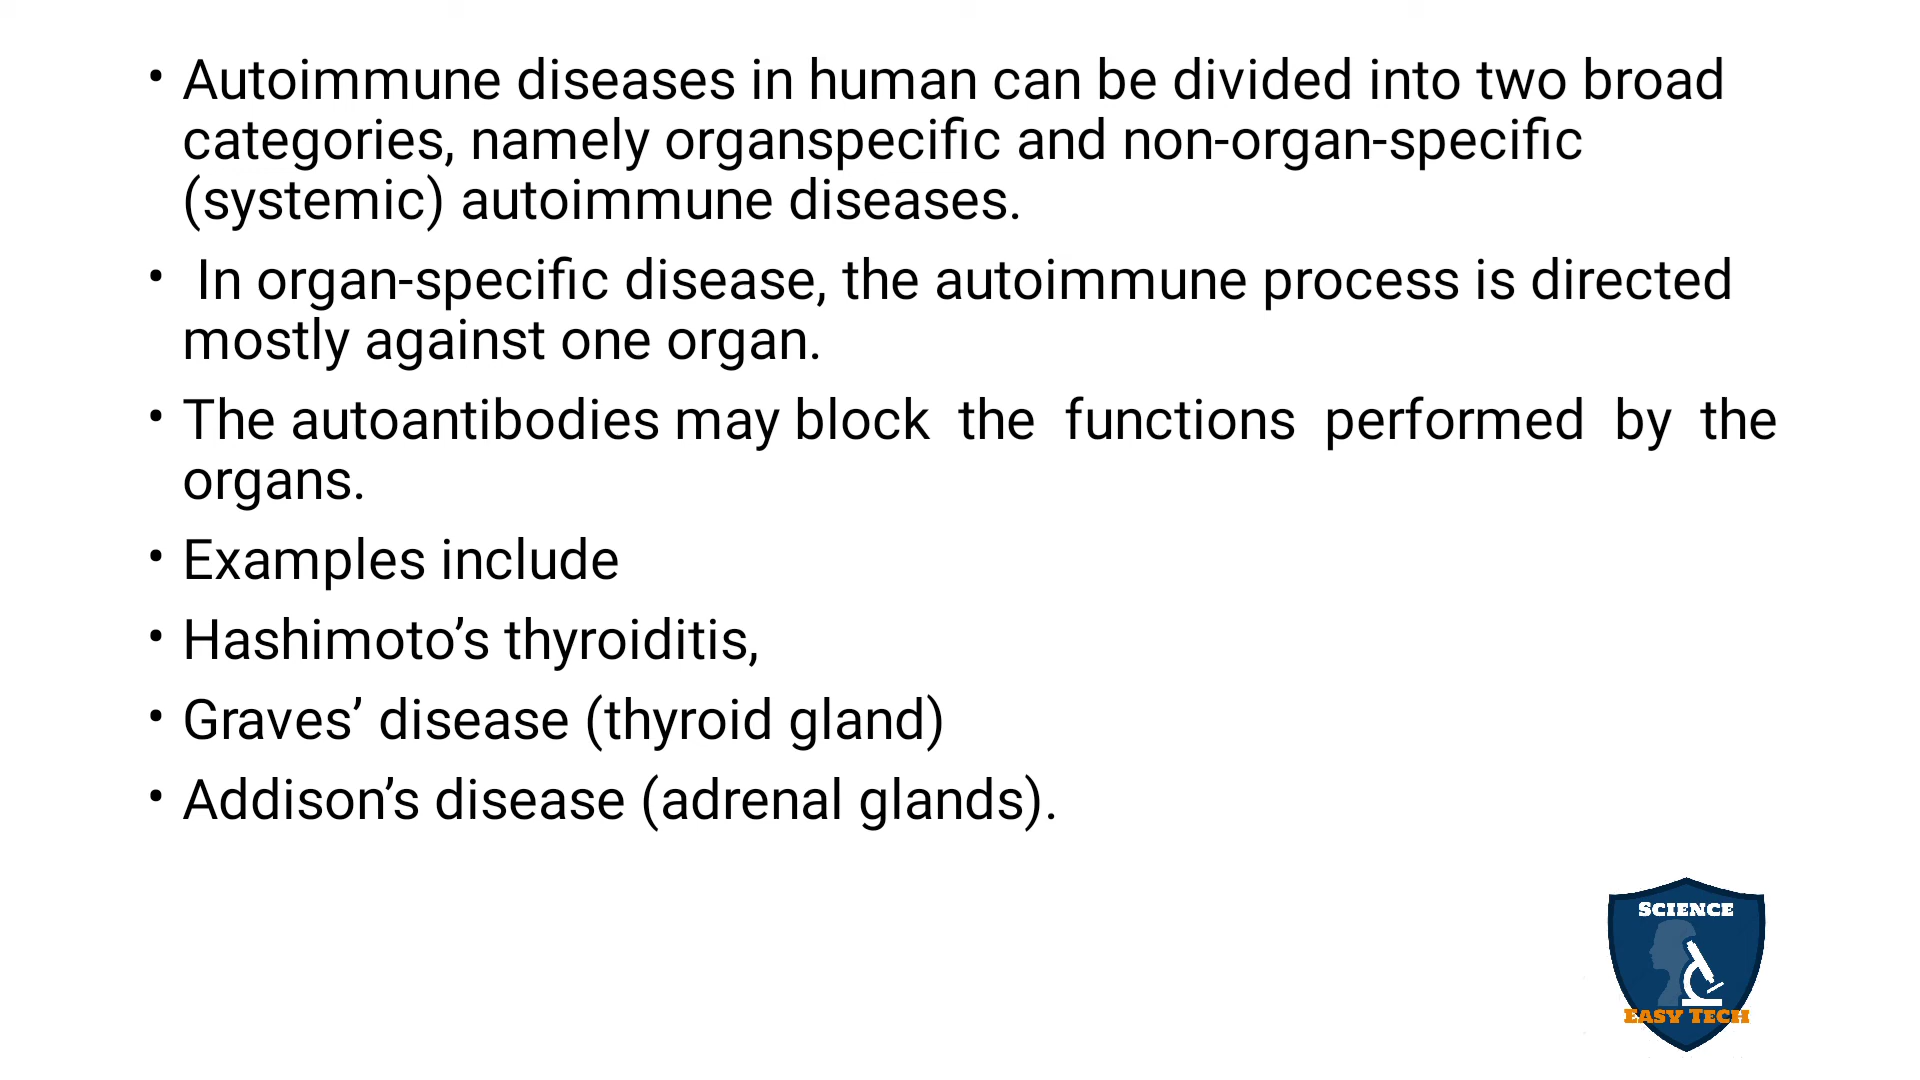 • Autoimmune diseases in human can be divided into two broad
categories, namely organspecific and non-organ-specific
(systemic) autoimmune diseases.
• In organ-specific disease, the autoimmune process is directed
mostly against one organ.
• The autoantibodies may block the functions performed by the
organs.
• Examples include
• Hashimoto’s thyroiditis,
• Graves’ disease (thyroid gland)
• Addison’s disease (adrenal glands).
SCIENCE
EASY TECH